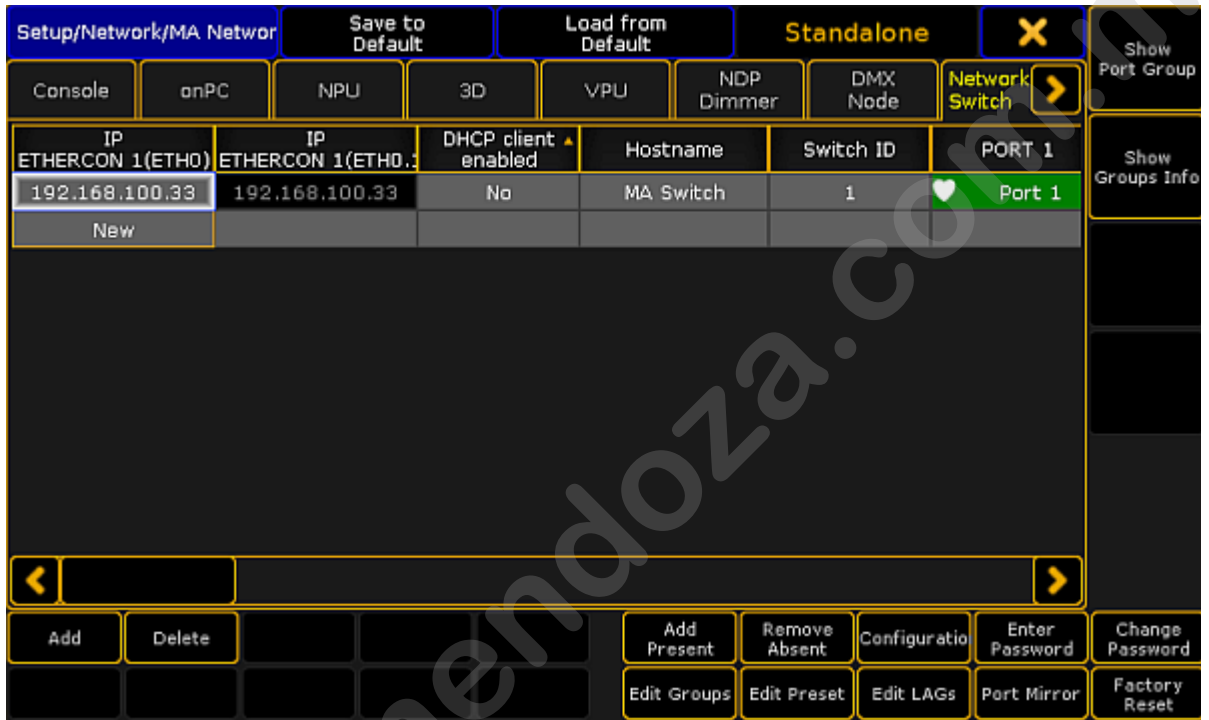 Setup/Network/MA Networ
Save to
Default
Load from
Default
Standalone
Show
Port Group
Console
onPC
NPU
3D
VPU
NDP
Dimmer
DMX
Node
Network
Switch
IP
ETHERCON 1(ETH0)
IP
ETHERCON 1(ETH0.1
DHCP client
enabled
Hostname
Switch ID
PORT 1
Show
Groups Info
192.168.100.33
192.168.100.33
No
MA Switch
1
Port 1
New
Add
Delete
Add
Present
Remove
Absent
Configuratio
Enter
Password
Change
Password
Edit Groups
Edit Preset
Edit LAGs
Port Mirror
Factory
Reset